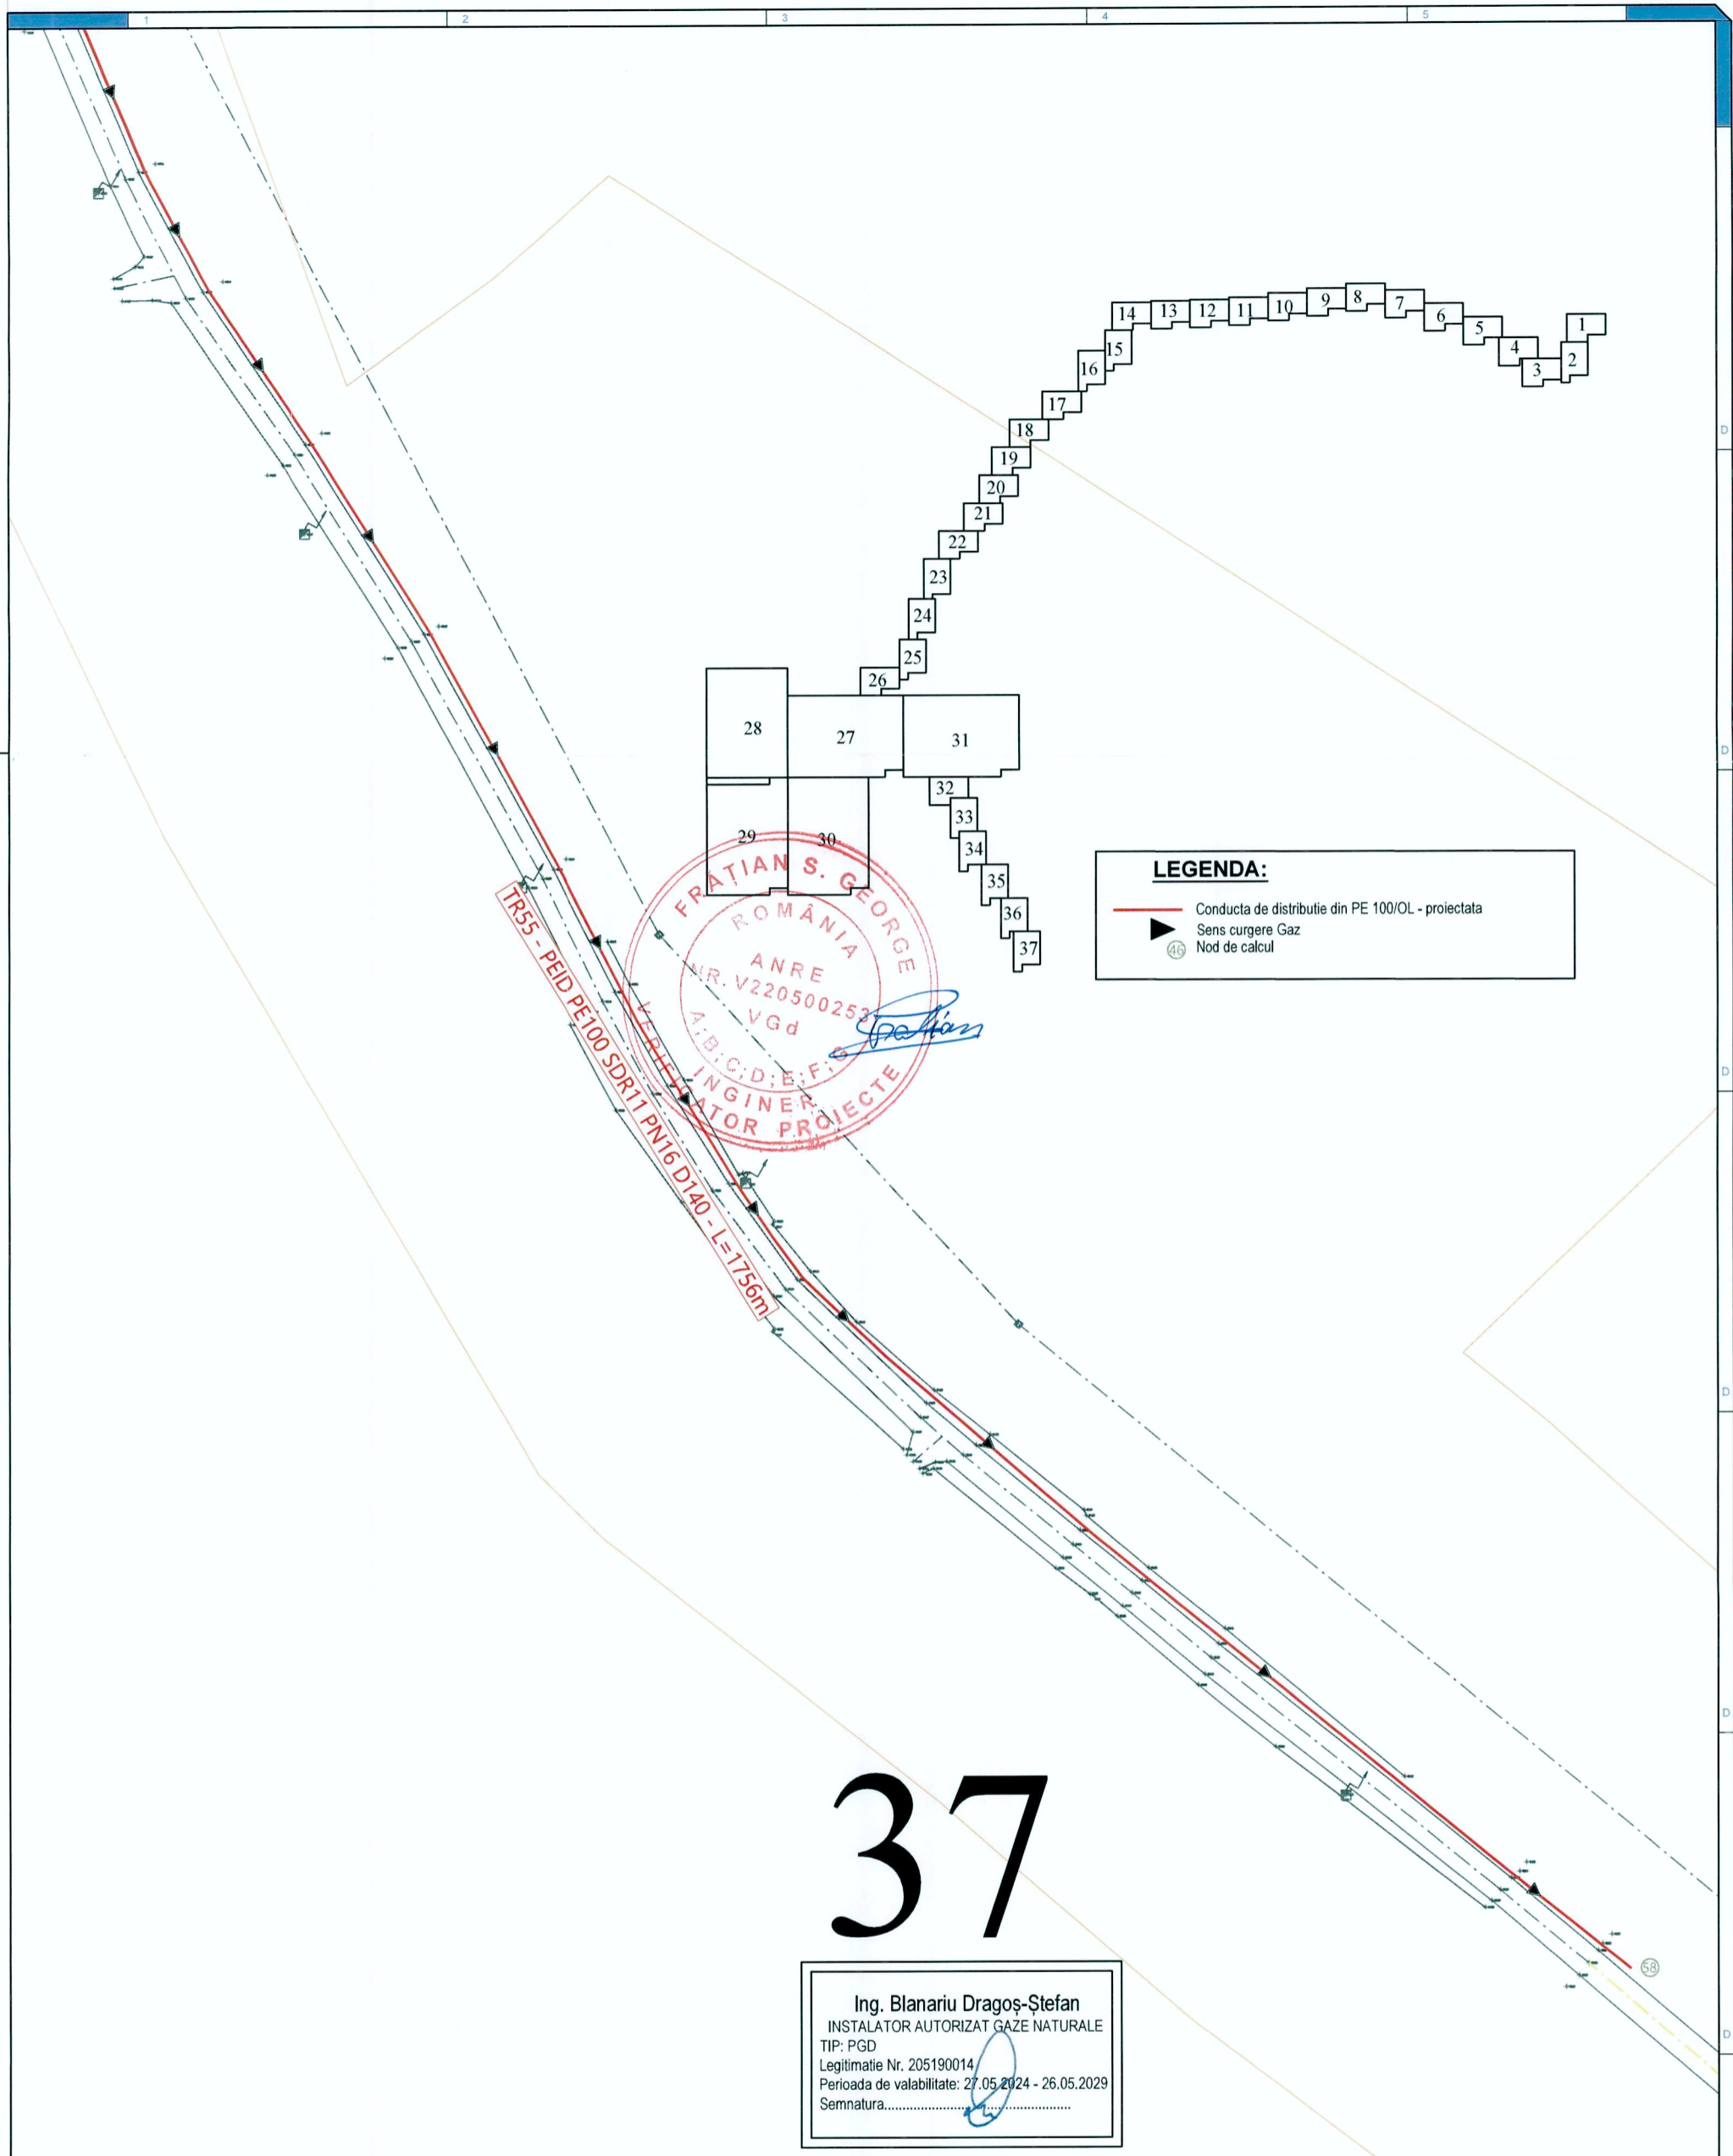 1
2
3
4
5
14
13
12
11
10
9
8
7
6
5
4
3
2
1
15
16
17
18
19
20
21
22
23
24
25
26
28
27
31
29
30
32
33
34
35
36
37
D
D
D
D
D
D
LEGENDA:
Conducta de distributie din PE 100/OL - proiectata
Sens curgere Gaz
46 Nod de calcul
FRĂȚIAN S. GEORGE
ROMÂNIA
ANRE
NR. V220500253
VGd
A;B;C;D;E;F;G
INGINER
VERIFICATOR PROIECTE
TR55 - PEID PE100 SDR11 PN16 D140 - L=1756m
58
37
Ing. Blanariu Dragoș-Ștefan
INSTALATOR AUTORIZAT GAZE NATURALE
TIP: PGD
Legitimatie Nr. 205190014
Perioada de valabilitate: 27.05.2024 - 26.05.2029
Semnatura..................................................